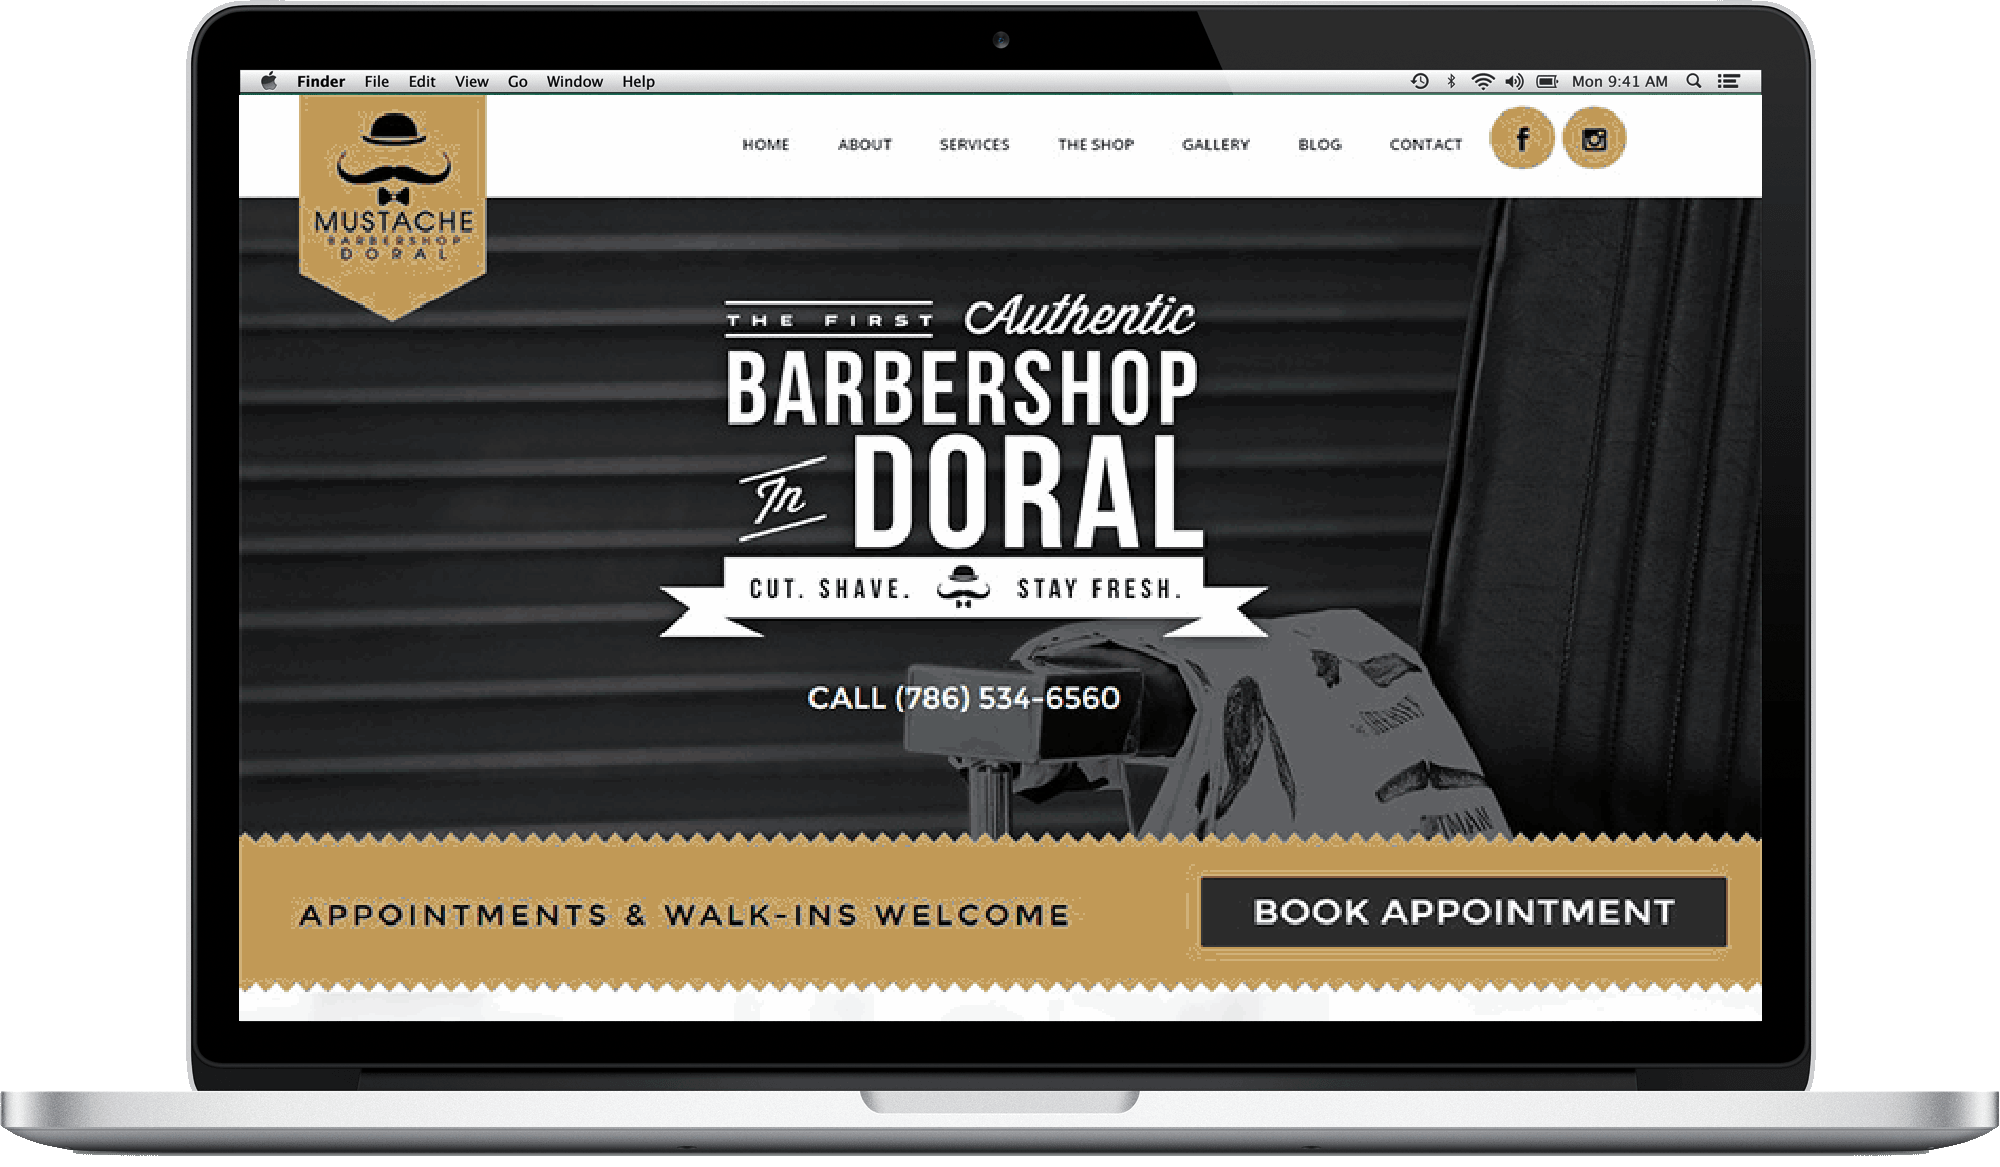 Finder File Edit View Go Window Help Mon 9:41 AM
MUSTACHE
BARBERSHOP
DORAL
HOME ABOUT SERVICES THE SHOP GALLERY BLOG CONTACT
f
THE FIRST Authentic
BARBERSHOP
In DORAL
CUT. SHAVE. STAY FRESH.
CALL (786) 534-6560
APPOINTMENTS & WALK-INS WELCOME
BOOK APPOINTMENT